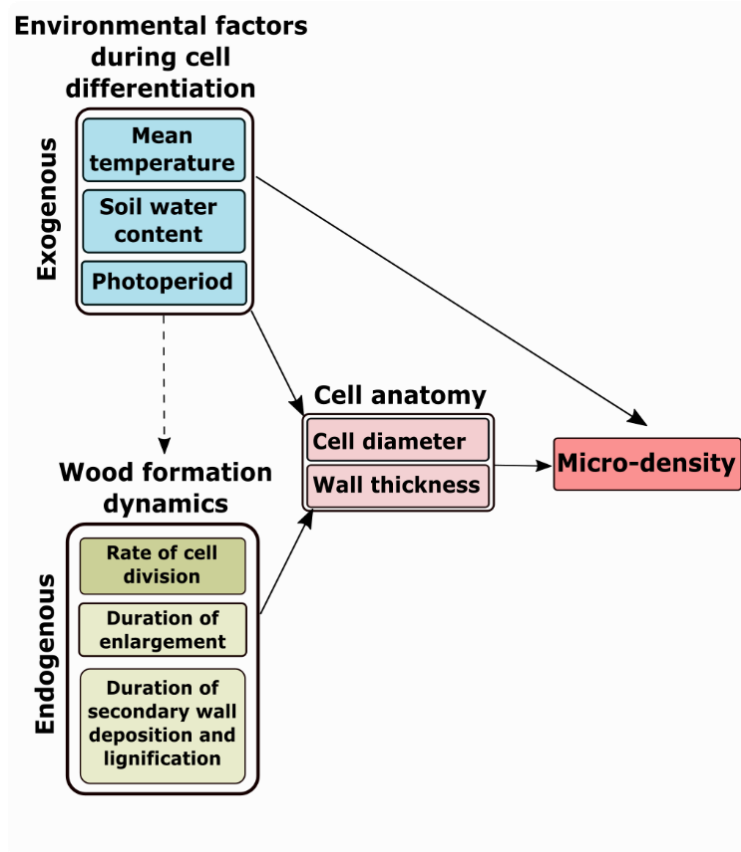 Environmental factors
during cell
differentiation
Exogenous
Mean
temperature
Soil water
content
Photoperiod
Cell anatomy
Cell diameter
Wall thickness
Micro-density
Wood formation
dynamics
Endogenous
Rate of cell
division
Duration of
enlargement
Duration of
secondary wall
deposition and
lignification